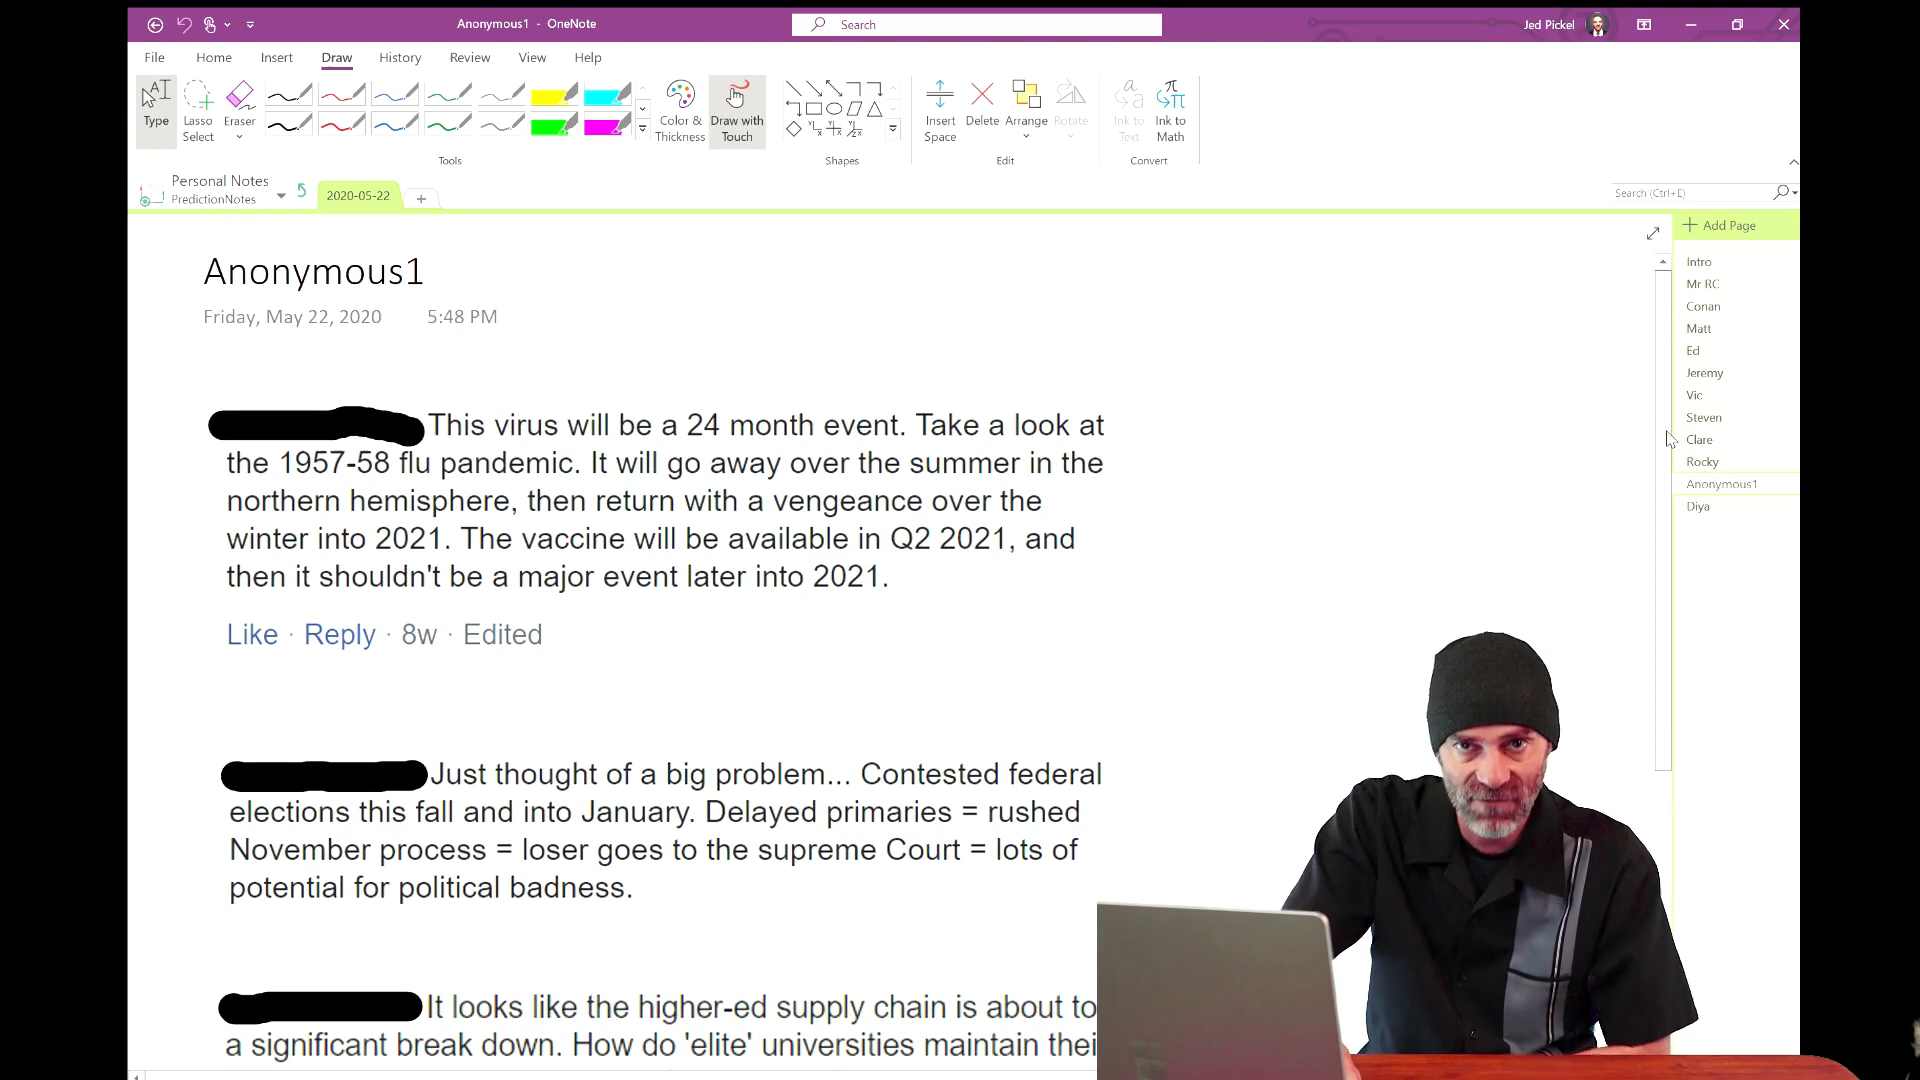 Anonymous1 - OneNote
Search
Jed Pickel
File Home Insert Draw History Review View Help
Type
Lasso Select
Eraser
Color & Thickness
Draw with Touch
Insert Space
Delete
Arrange
Rotate
Ink to Text
Ink to Math
Tools
Shapes
Edit
Convert
Personal Notes
PredictionNotes
2020-05-22
Search (Ctrl+E)
Add Page
Intro
Mr RC
Conan
Matt
Ed
Jeremy
Vic
Steven
Clare
Rocky
Anonymous1
Diya
Anonymous1
Friday, May 22, 2020 5:48 PM
This virus will be a 24 month event. Take a look at
the 1957-58 flu pandemic. It will go away over the summer in the
northern hemisphere, then return with a vengeance over the
winter into 2021. The vaccine will be available in Q2 2021, and
then it shouldn't be a major event later into 2021.
Like · Reply · 8w · Edited
Just thought of a big problem... Contested federal
elections this fall and into January. Delayed primaries = rushed
November process = loser goes to the supreme Court = lots of
potential for political badness.
It looks like the higher-ed supply chain is about to
a significant break down. How do 'elite' universities maintain thei